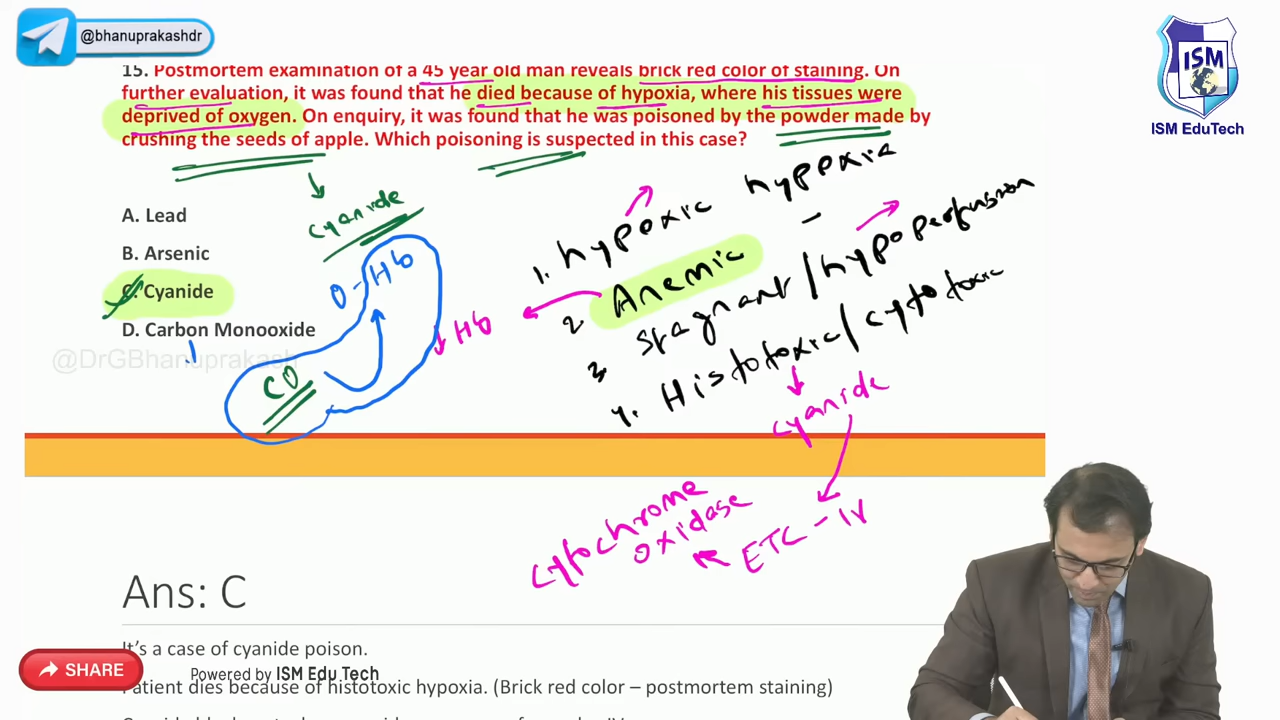 @bhanuprakashdr
15. Postmortem examination of a 45 year old man reveals brick red color of staining. On
further evaluation, it was found that he died because of hypoxia, where his tissues were
deprived of oxygen. On enquiry, it was found that he was poisoned by the powder made by
crushing the seeds of apple. Which poisoning is suspected in this case?
ISM
ISM EduTech
cyanide
A. Lead
B. Arsenic
C. Cyanide
D. Carbon Monooxide
@DrGBhanuprakash
O-Hb
CO
↓ Hb
hypoxia
1. hypoxic
2 Anemic
3 stagnant/hypoperfusion
4. Histotoxic/cytotoxic
cyanide
ETC-IV
cytochrome
oxidase
Ans: C
It’s a case of cyanide poison.
SHARE
Powered by ISM Edu Tech
Patient dies because of histotoxic hypoxia. (Brick red color – postmortem staining)